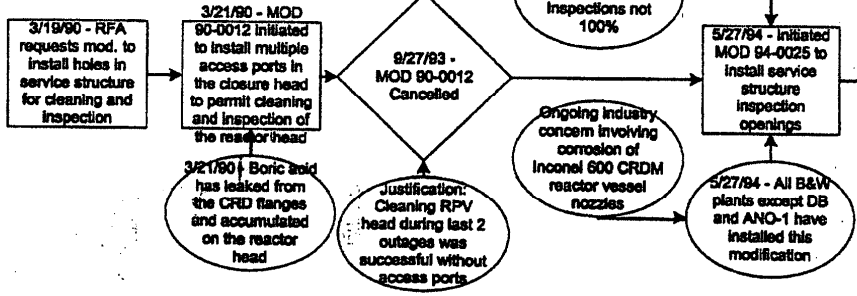 3/19/90 - RFA
requests mod. to
install holes in
service structure
for cleaning and
inspection
3/21/90 - MOD
90-0012 initiated
to install multiple
access ports in
the closure head
to permit cleaning
and inspection of
the reactor head
3/21/90 - Boric acid
has leaked from
the CRD flanges
and accumulated
on the reactor
head
9/27/93 -
MOD 90-0012
Cancelled
Justification:
Cleaning RPV
head during last 2
outages was
successful without
access ports
inspections not
100%
Ongoing industry
concern involving
corrosion of
Inconel 600 CRDM
reactor vessel
nozzles
5/27/94 - Initiated
MOD 94-0025 to
install service
structure
inspection
openings
5/27/94 - All B&W
plants except DB
and ANO-1 have
installed this
modification